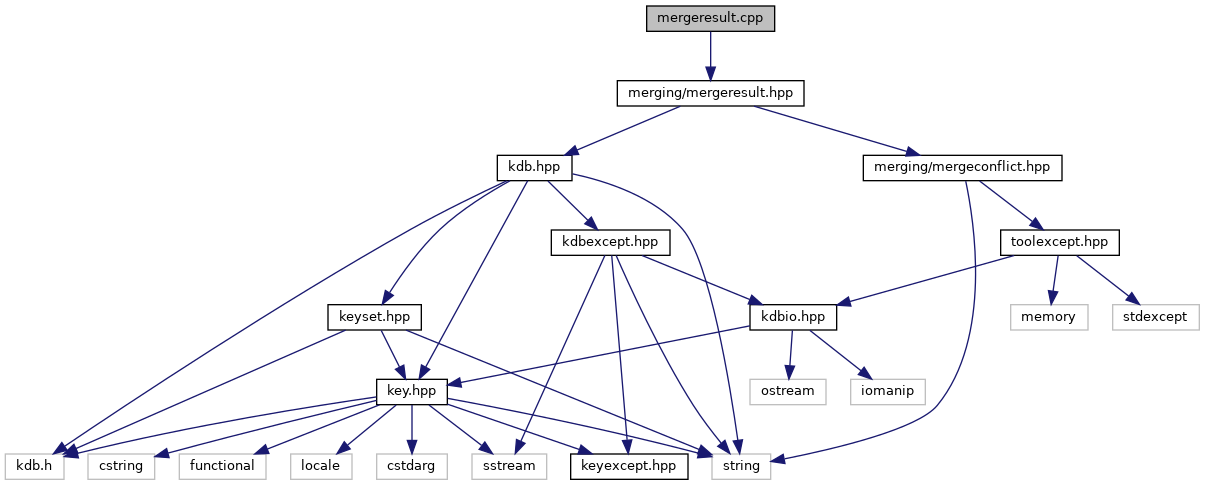 mergeresult.cpp
merging/mergeresult.hpp
kdb.hpp
merging/mergeconflict.hpp
kdbexcept.hpp
toolexcept.hpp
keyset.hpp
kdbio.hpp
memory
stdexcept
key.hpp
ostream
iomanip
kdb.h
cstring
functional
locale
cstdarg
sstream
keyexcept.hpp
string